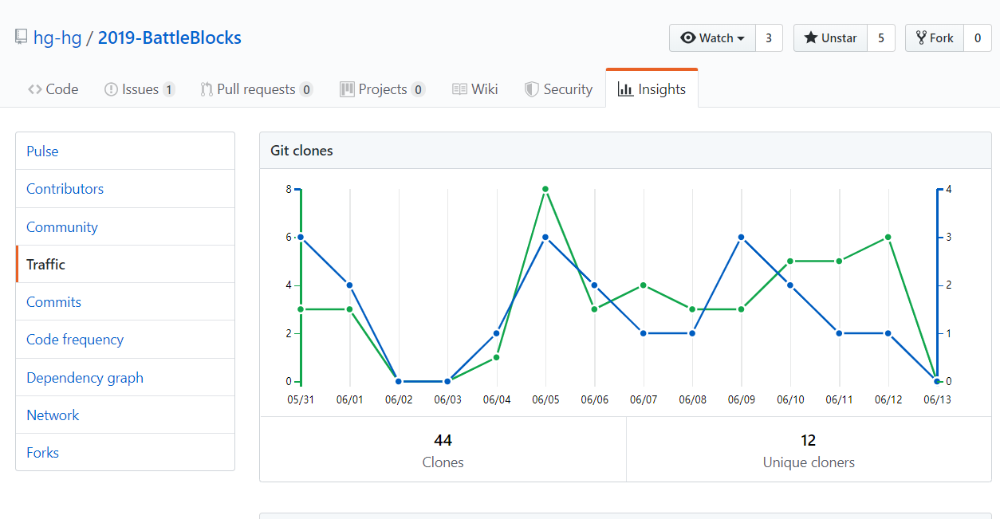 hg-hg / 2019-BattleBlocks
Watch 3 Unstar 5 Fork 0
Code Issues 1 Pull requests 0 Projects 0 Wiki Security Insights
Pulse
Contributors
Community
Traffic
Commits
Code frequency
Dependency graph
Network
Forks
Git clones
8 4
6 3
4 2
2 1
0 0
05/31 06/01 06/02 06/03 06/04 06/05 06/06 06/07 06/08 06/09 06/10 06/11 06/12 06/13
44 12
Clones Unique cloners